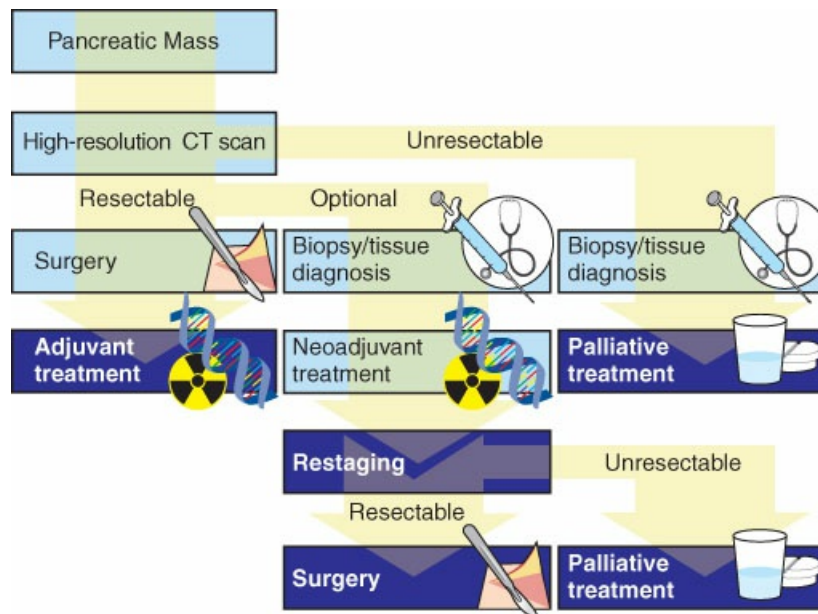 Pancreatic Mass
High-resolution CT scan
Unresectable
Resectable
Optional
Surgery
Biopsy/tissue
diagnosis
Biopsy/tissue
diagnosis
Adjuvant
treatment
Neoadjuvant
treatment
Palliative
treatment
Restaging
Unresectable
Resectable
Surgery
Palliative
treatment